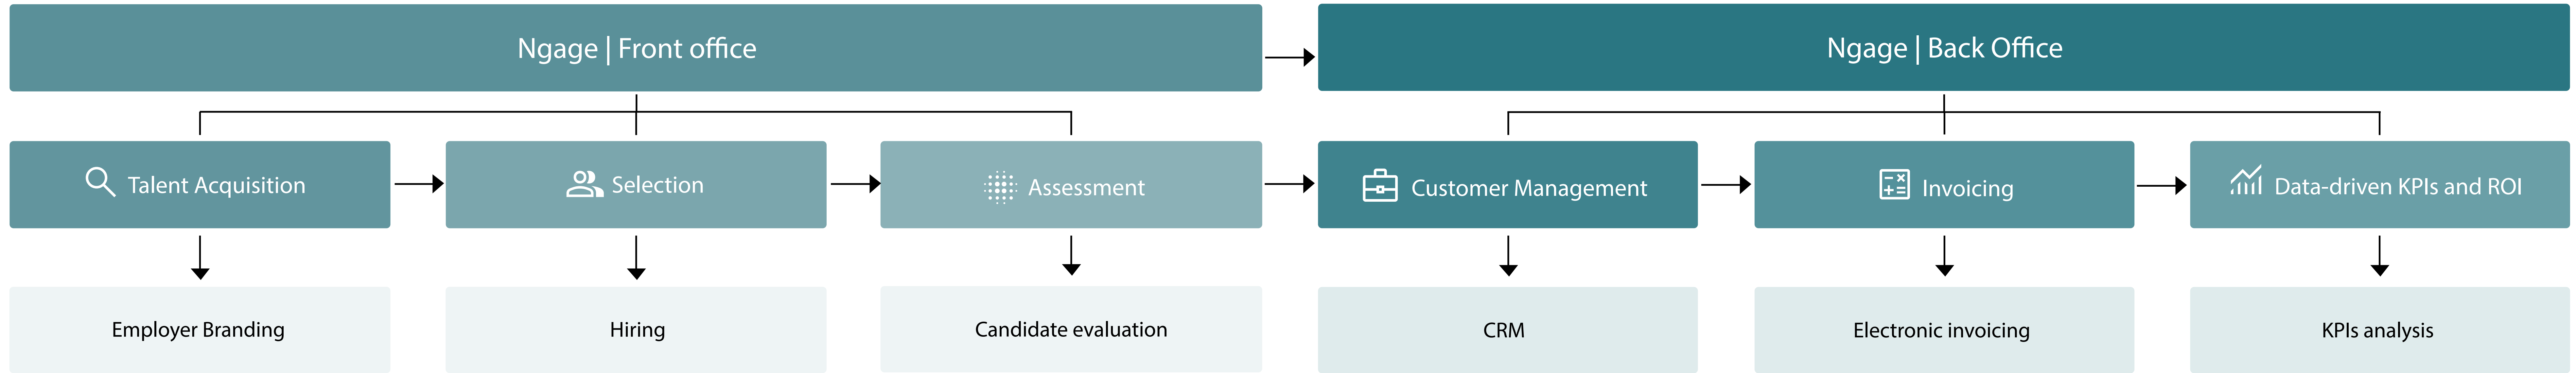 Ngage | Front office
Ngage | Back Office
Talent Acquisition
Selection
Assessment
Customer Management
Invoicing
Data-driven KPIs and ROI
Employer Branding
Hiring
Candidate evaluation
CRM
Electronic invoicing
KPIs analysis